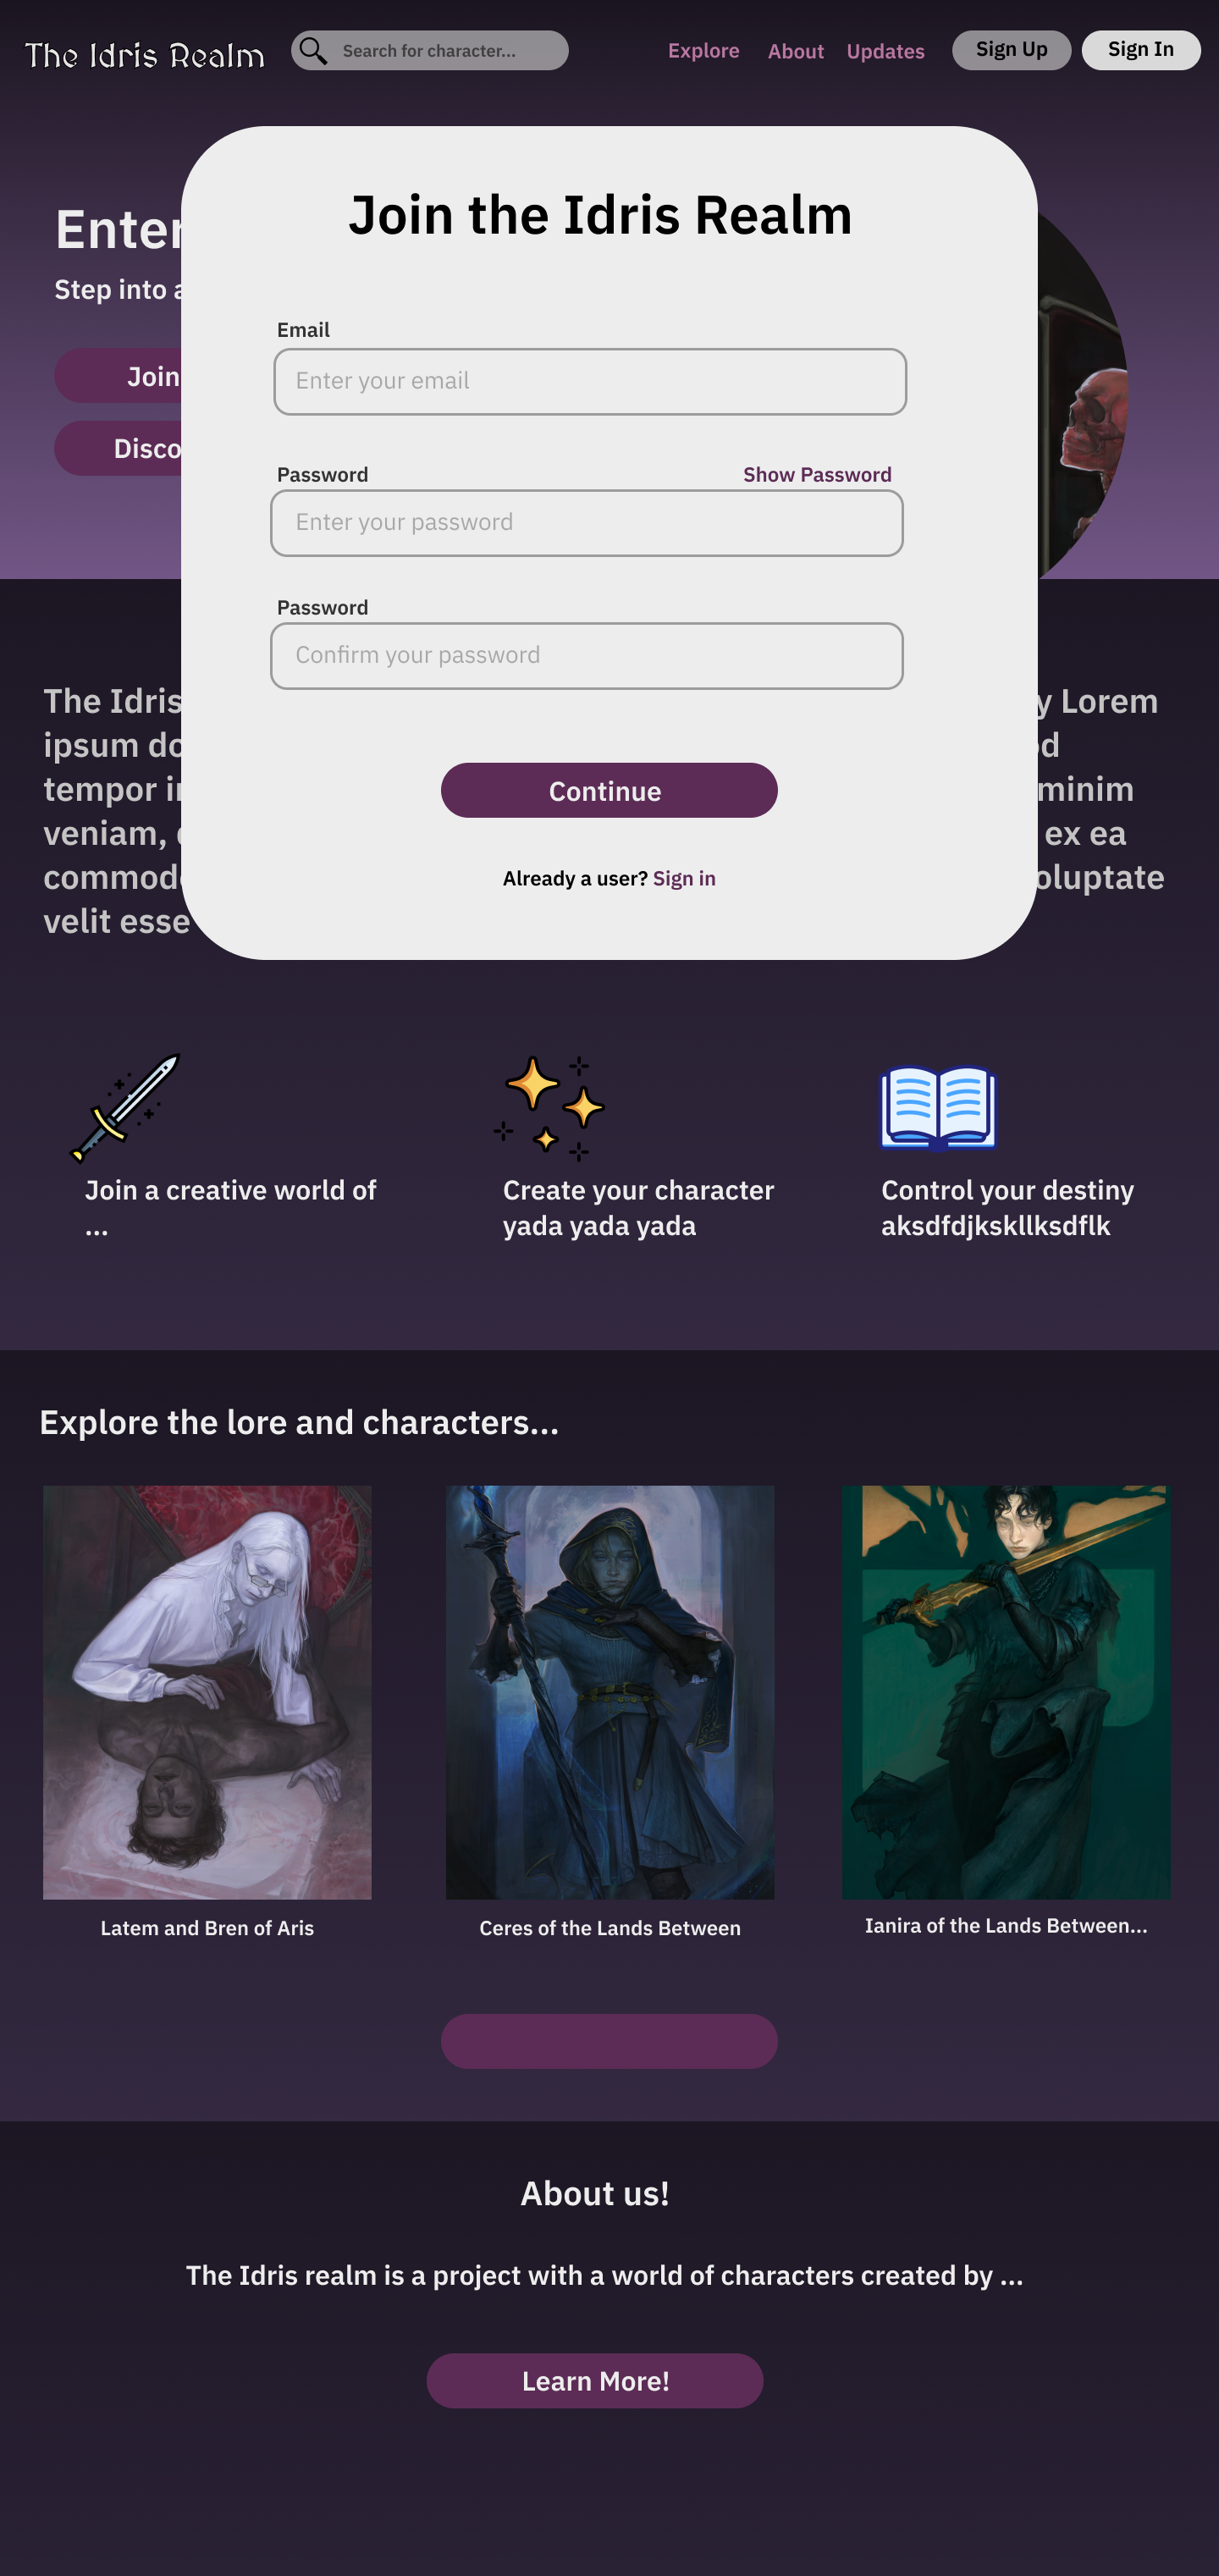 The Idris Realm
Search for character...
Explore
About
Updates
Sign Up
Sign In
Enter
Step into
Join
Disco
Join the Idris Realm
Email
Enter your email
Password
Show Password
Enter your password
Password
Confirm your password
Continue
Already a user? Sign in
The Idris y Lorem
ipsum do od
tempor i minim
veniam, ex ea
commod oluptate
velit esse
Join a creative world of
...
Create your character
yada yada yada
Control your destiny
aksdfdjkskllksdflk
Explore the lore and characters...
Latem and Bren of Aris
Ceres of the Lands Between
Ianira of the Lands Between...
About us!
The Idris realm is a project with a world of characters created by ...
Learn More!